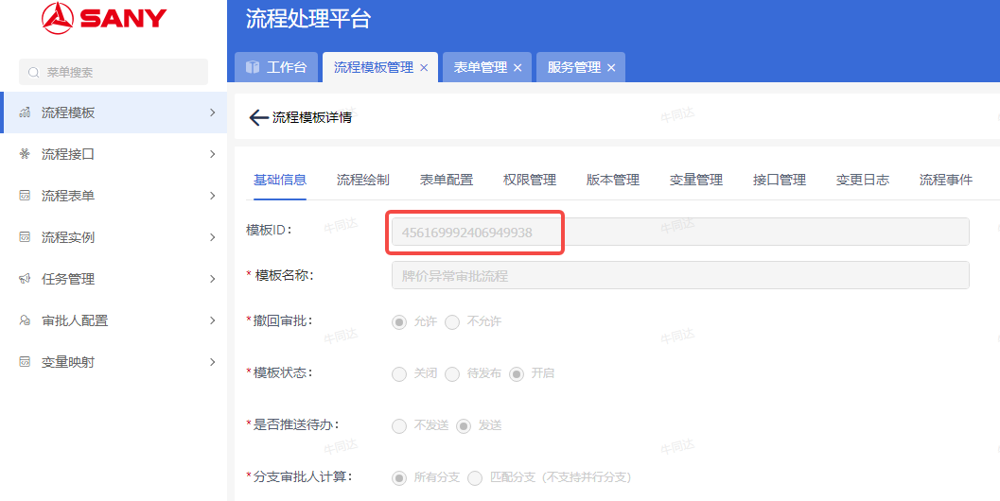 SANY
流程处理平台
菜单搜索
工作台
流程模板管理 ×
表单管理 ×
服务管理 ×
流程模板
流程接口
流程表单
流程实例
任务管理
审批人配置
变量映射
流程模板详情
基础信息 流程绘制 表单配置 权限管理 版本管理 变量管理 接口管理 变更日志 流程事件
模板ID： 456169992406949938
* 模板名称： 牌价异常审批流程
* 撤回审批： 允许 不允许
* 模板状态： 关闭 待发布 开启
* 是否推送待办： 不发送 发送
* 分支审批人计算： 所有分支 匹配分支（不支持并行分支）